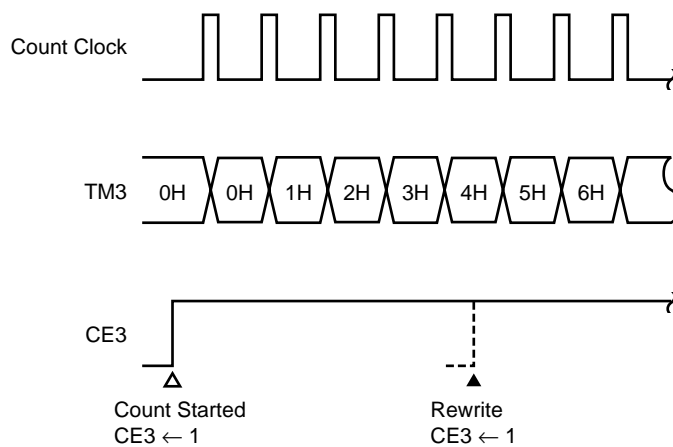 Count Clock
TM3
0H 0H 1H 2H 3H 4H 5H 6H
CE3
Count Started
CE3 ← 1
Rewrite
CE3 ← 1